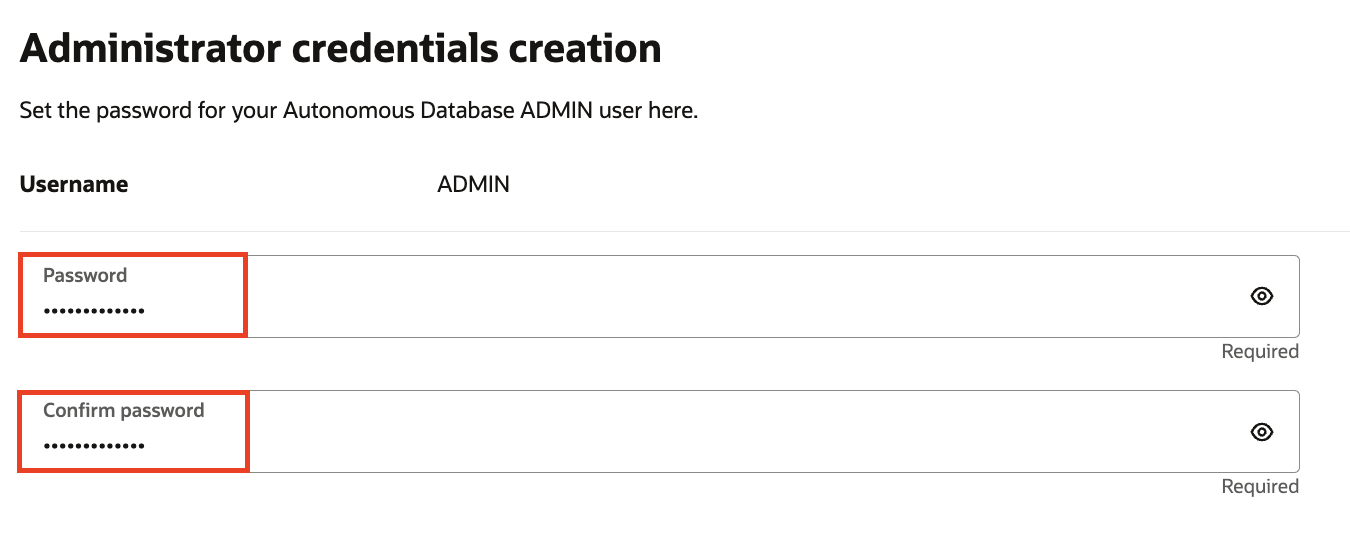 Administrator credentials creation
Set the password for your Autonomous Database ADMIN user here.
Username ADMIN
Password
•••••••••••••
Required
Confirm password
•••••••••••••
Required